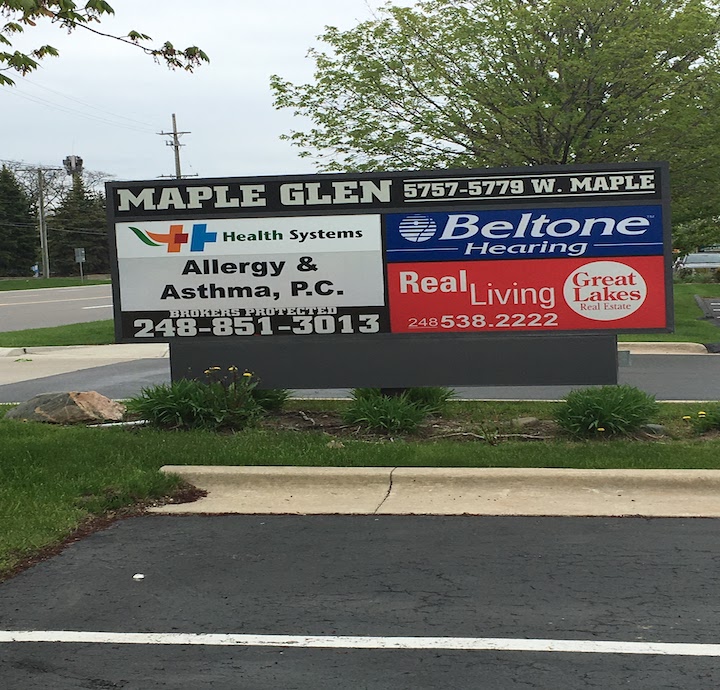 MAPLE GLEN 5757-5779 W. MAPLE
Health Systems
Allergy &
Asthma, P.C.
BROKERS PROTECTED
248-851-3013
Beltone™
Hearing
Real Living
248 538.2222
Great
Lakes
Real Estate